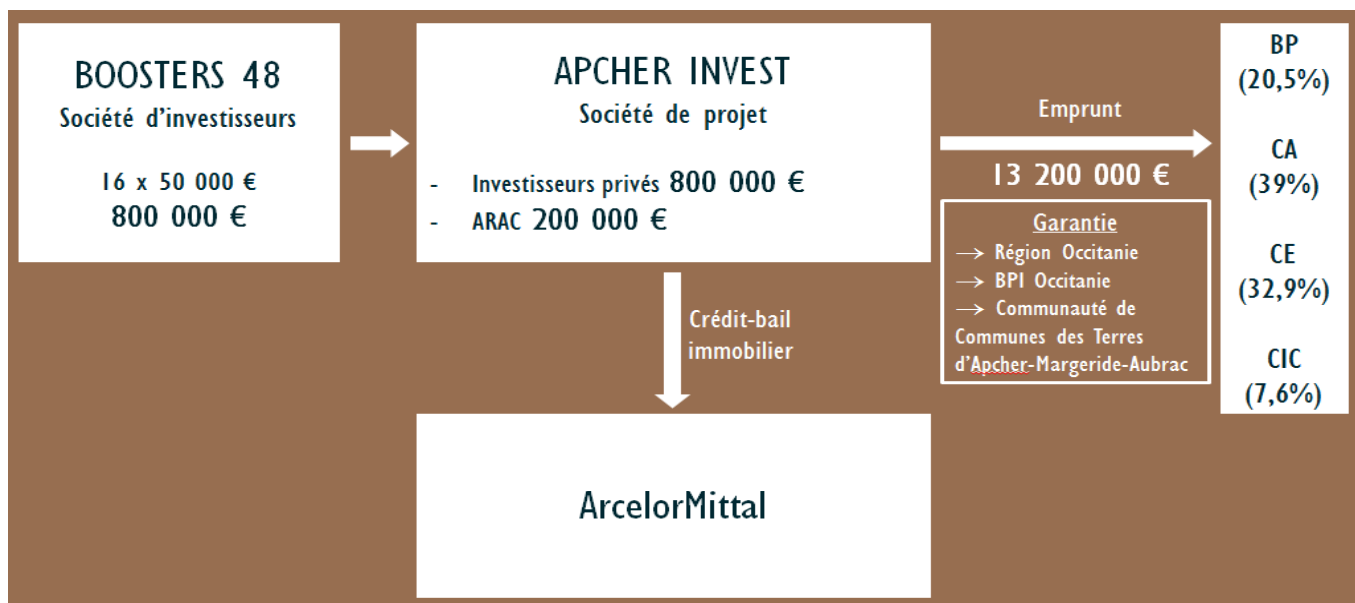 BOOSTERS 48
Société d'investisseurs
16 x 50 000 €
800 000 €
APCHER INVEST
Société de projet
- Investisseurs privés 800 000 €
- ARAC 200 000 €
Emprunt
13 200 000 €
Garantie
→ Région Occitanie
→ BPI Occitanie
→ Communauté de
Communes des Terres
d'Apcher-Margeride-Aubrac
BP
(20,5%)
CA
(39%)
CE
(32,9%)
CIC
(7,6%)
Crédit-bail
immobilier
ArcelorMittal